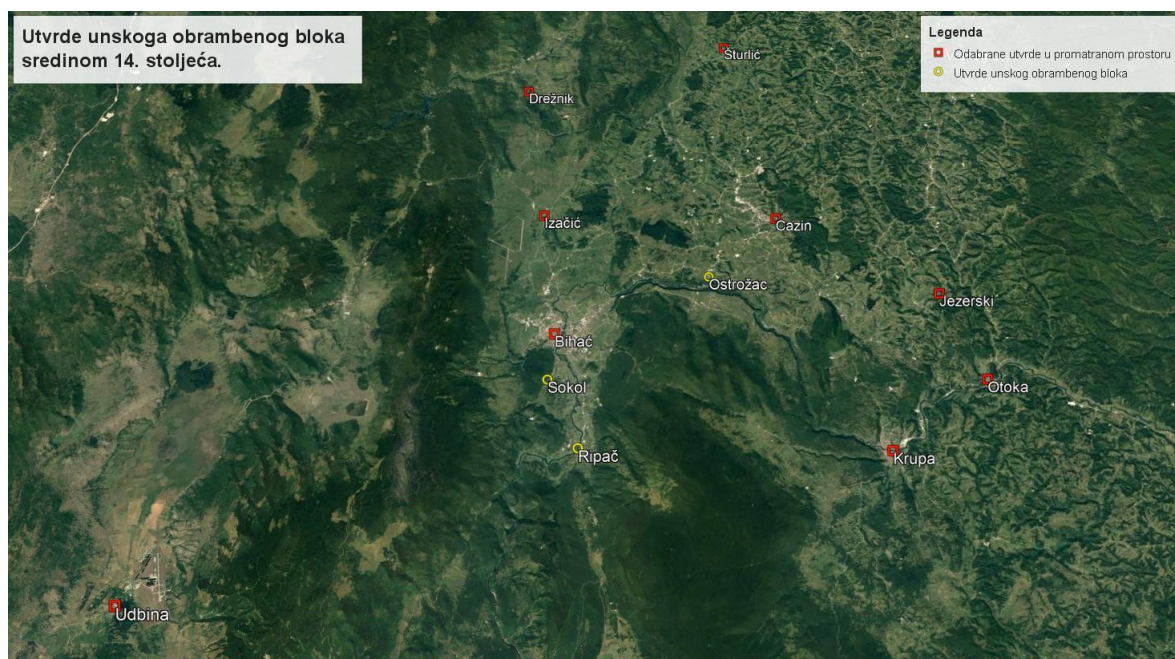 Utvrde unskoga obrambenog bloka
sredinom 14. stoljeća.
Legenda
Odabrane utvrde u promatranom prostoru
Utvrde unskog obrambenog bloka
Šturlić
Drežnik
Izačić
Cazin
Ostrožac
Jezerski
Bihać
Sokol
Otoka
Ripač
Krupa
Udbina